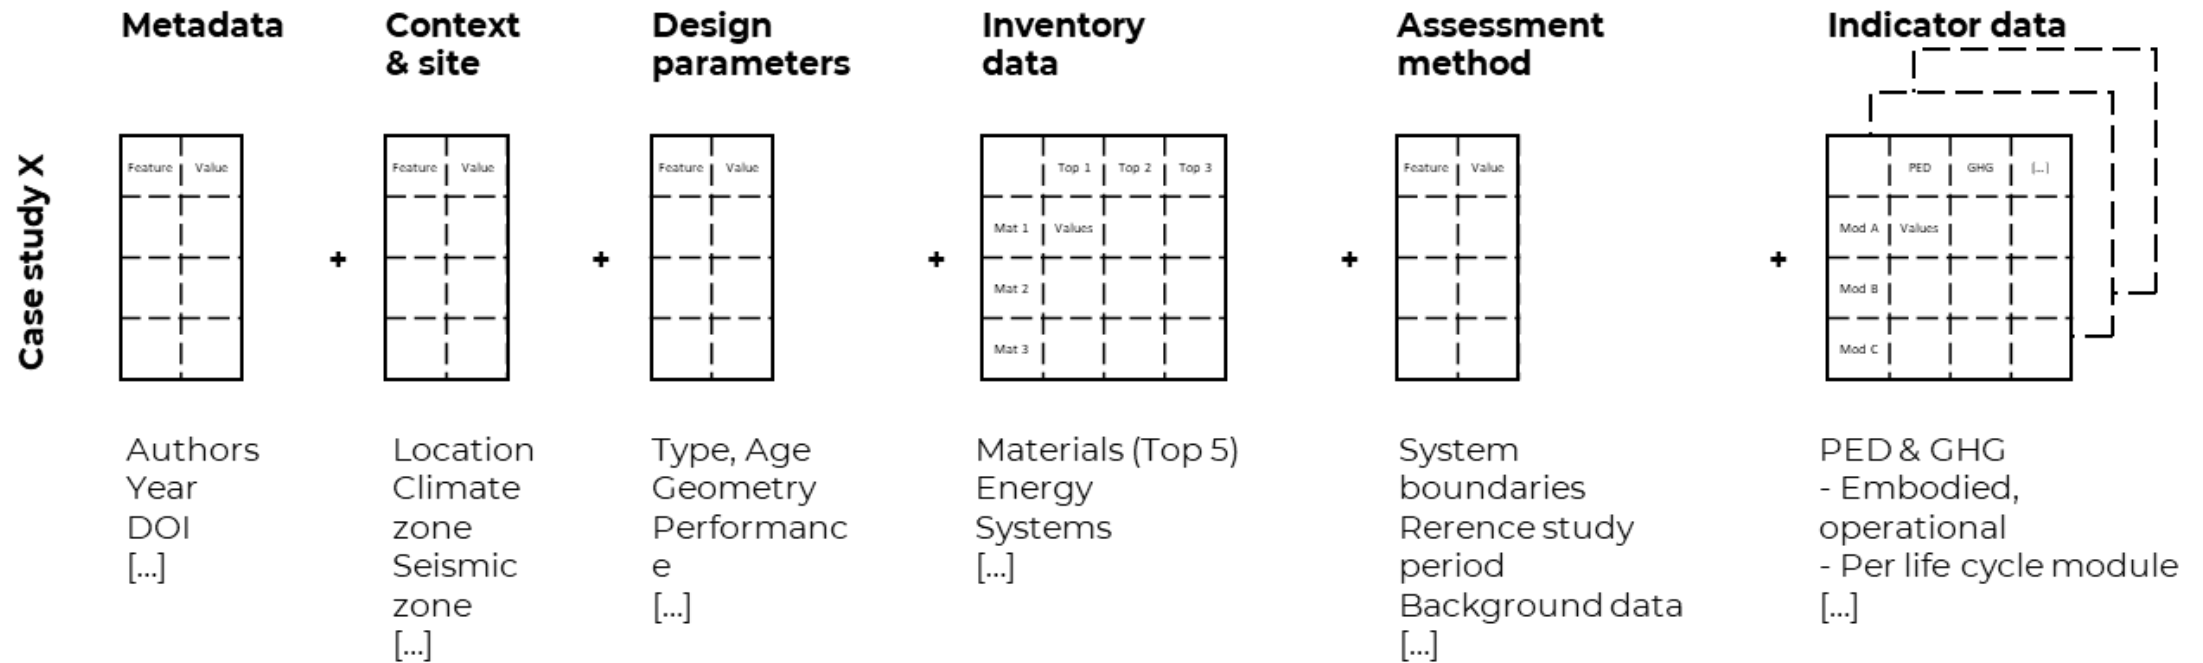 Metadata
Context
& site
Design
parameters
Inventory
data
Assessment
method
Indicator data
Case study X
Feature Value
Feature Value
Feature Value
Top 1 Top 2 Top 3
Mat 1 Values
Mat 2
Mat 3
Feature Value
PED GHG [...]
Mod A Values
Mod B
Mod C
+
+
+
+
+
Authors
Year
DOI
[...]
Location
Climate
zone
Seismic
zone
[...]
Type, Age
Geometry
Performanc
e
[...]
Materials (Top 5)
Energy
Systems
[...]
System
boundaries
Rerence study
period
Background data
[...]
PED & GHG
- Embodied,
operational
- Per life cycle module
[...]